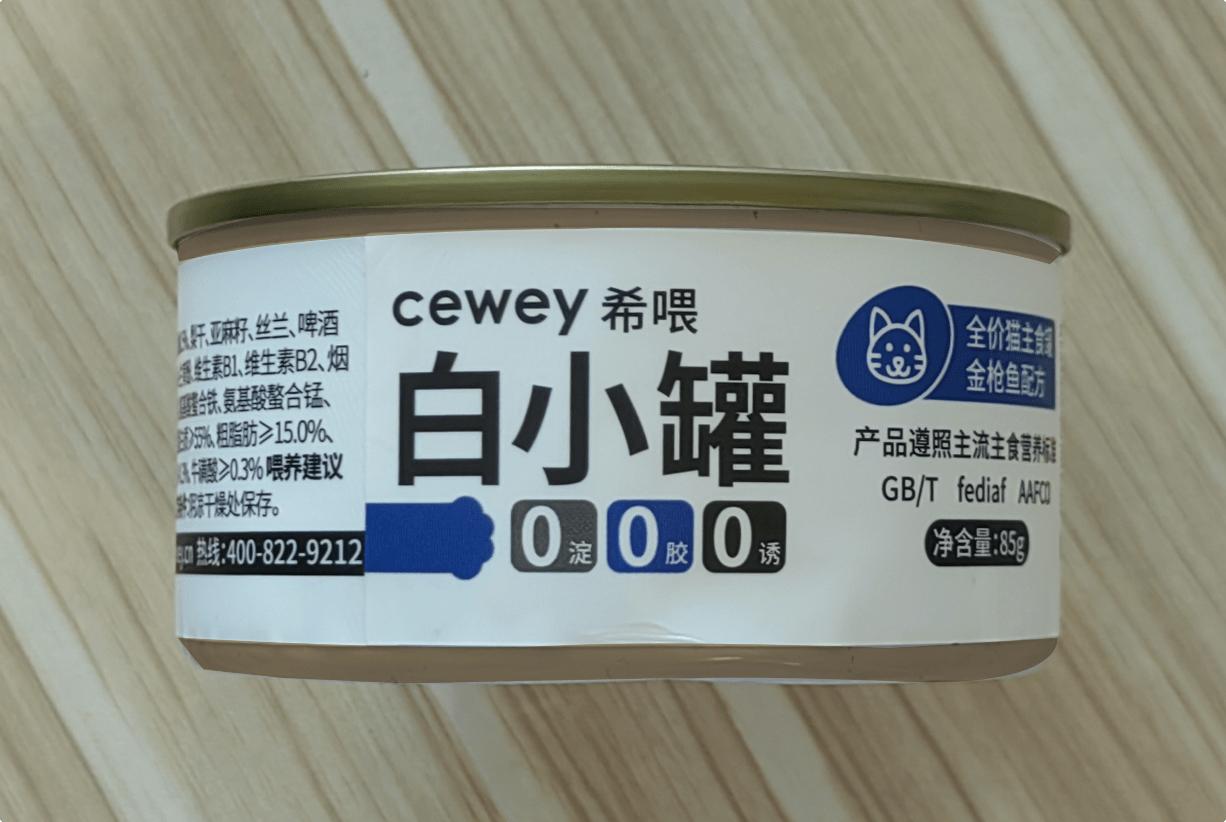 梨干、亚麻籽、丝兰、啤酒
维生素B1、维生素B2、烟
螯合铁、氨基酸螯合锰、
≥55%、粗脂肪≥15.0%、
牛磺酸≥0.3% 喂养建议
干燥处保存。
热线:400-822-9212
cewey 希喂
白小罐
0淀 0胶 0诱
全价猫主食罐
金枪鱼配方
产品遵照主流主食营养标准
GB/T fediaf AAFCO
净含量:85g